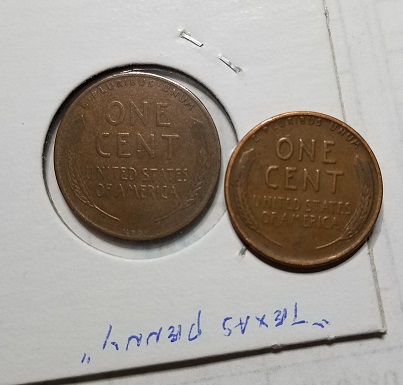 E PLURIBUS UNUM
ONE
CENT
UNITED STATES
OF AMERICA
E PLURIBUS UNUM
ONE
CENT
UNITED STATES
OF AMERICA
"TEXAS PENNY"